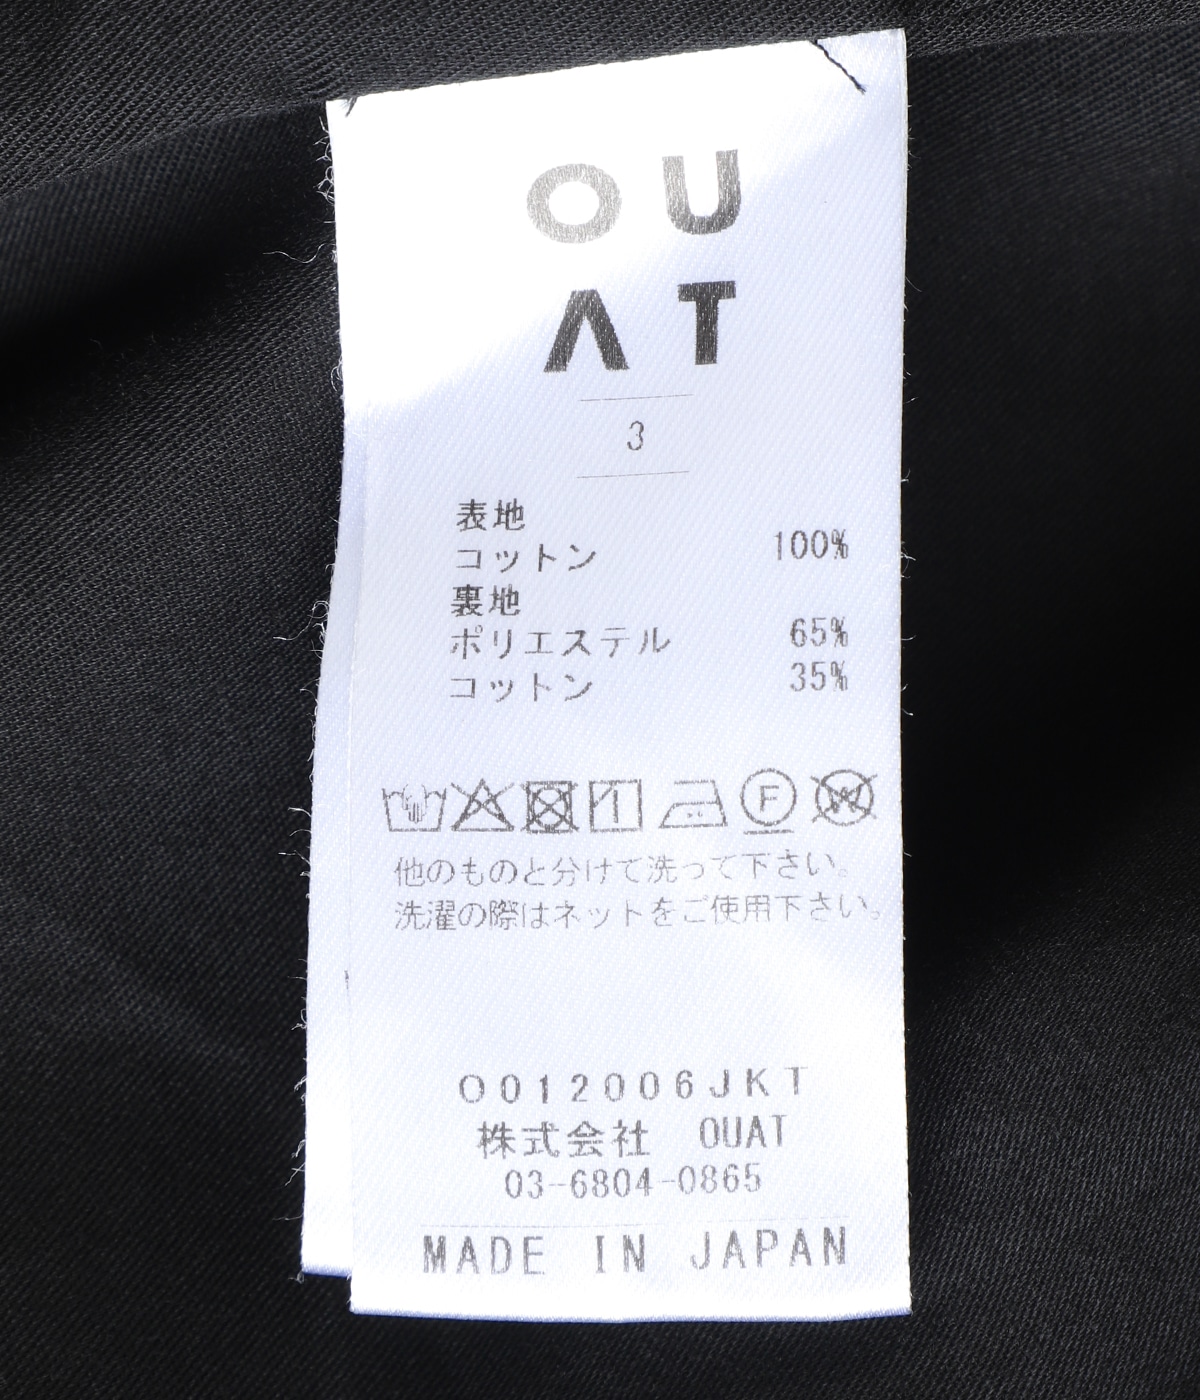 OU
AT
3
表地
コットン 100%
裏地
ポリエステル 65%
コットン 35%
F W
他のものと分けて洗って下さい。
洗濯の際はネットをご使用下さい。
O012006JKT
株式会社 OUAT
03-6804-0865
MADE IN JAPAN